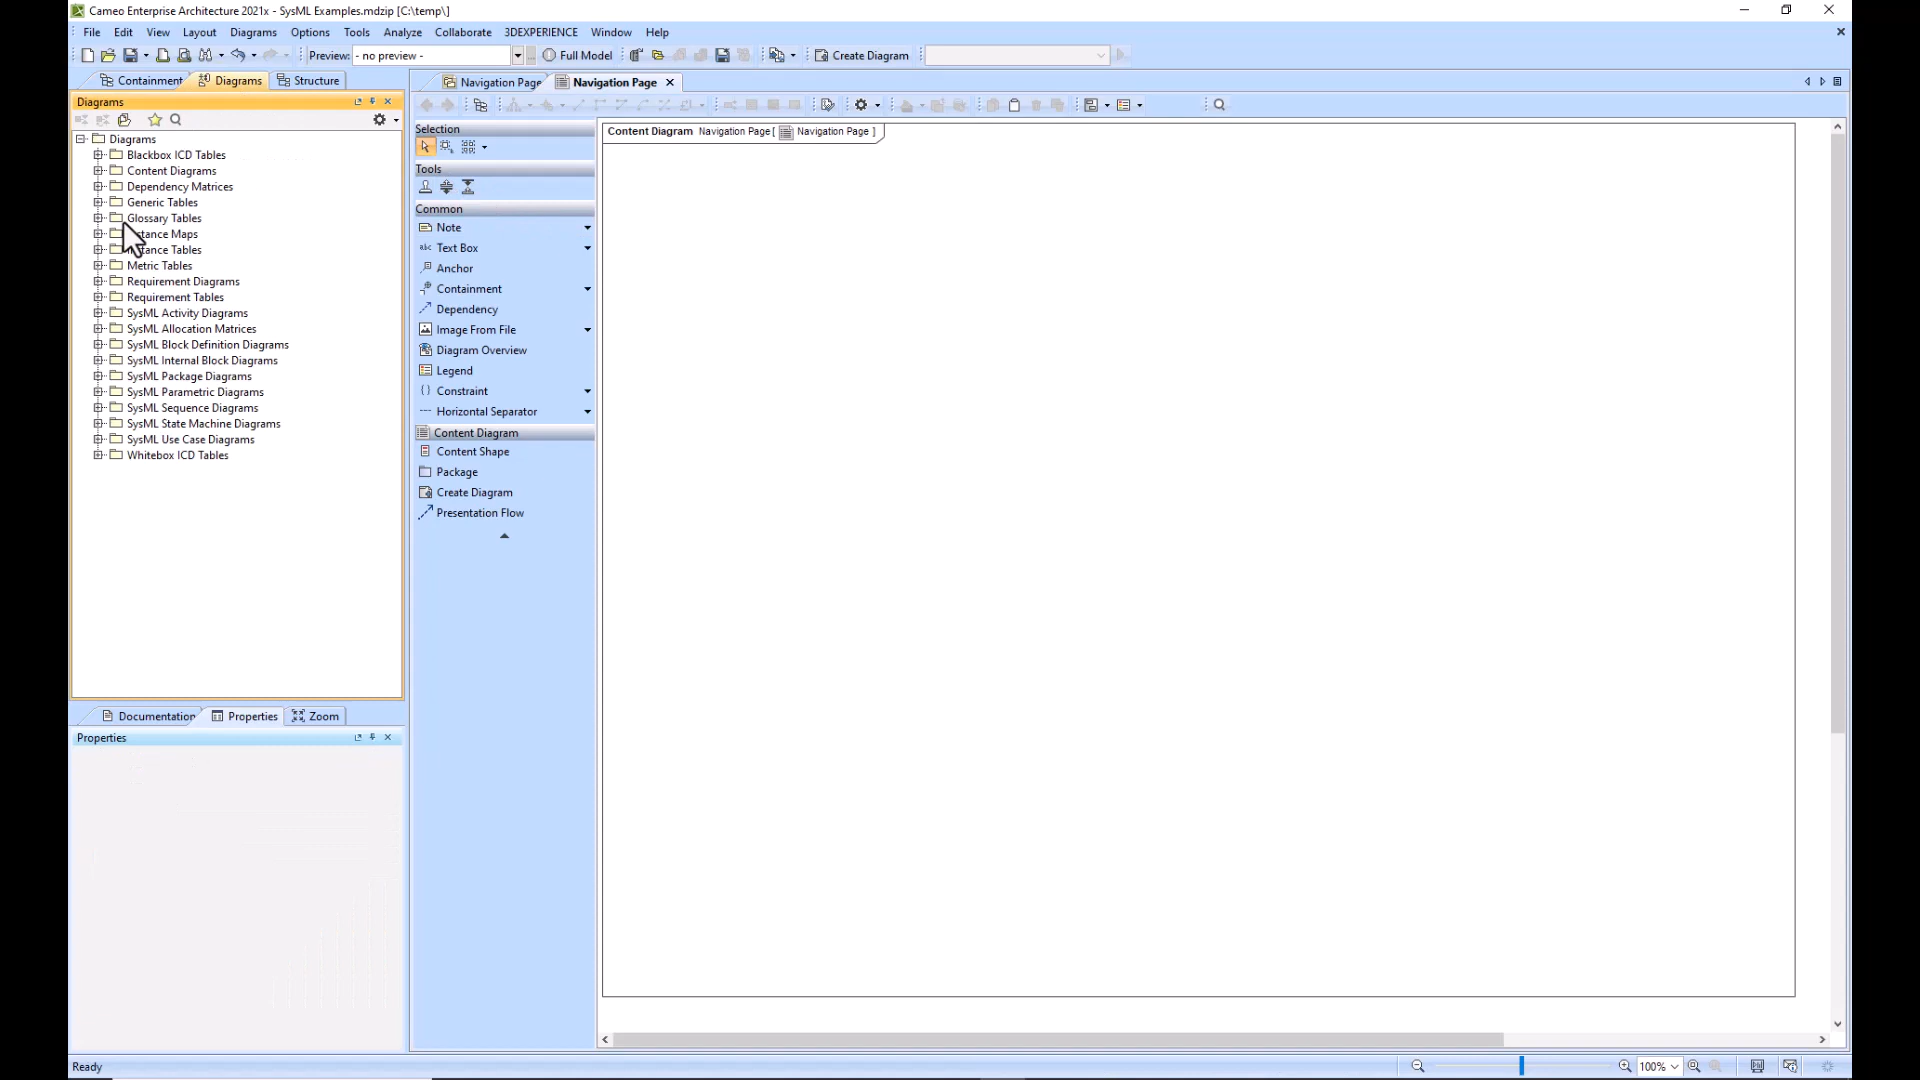 Cameo Enterprise Architecture 2021x - SysML Examples.mdzip [C:\temp\]
File Edit View Layout Diagrams Options Tools Analyze Collaborate 3DEXPERIENCE Window Help
Preview: - no preview - Full Model Create Diagram
Containment Diagrams Structure
Navigation Page Navigation Page
Diagrams
Diagrams
Blackbox ICD Tables
Content Diagrams
Dependency Matrices
Generic Tables
Glossary Tables
Maps
Tables
Metric Tables
Requirement Diagrams
Requirement Tables
SysML Activity Diagrams
SysML Allocation Matrices
SysML Block Definition Diagrams
SysML Internal Block Diagrams
SysML Package Diagrams
SysML Parametric Diagrams
SysML Sequence Diagrams
SysML State Machine Diagrams
SysML Use Case Diagrams
Whitebox ICD Tables
Documentation Properties Zoom
Properties
Selection
Tools
Common
Note
abc Text Box
Anchor
Containment
Dependency
Image From File
Diagram Overview
Legend
{ } Constraint
Horizontal Separator
Content Diagram
Content Shape
Package
Create Diagram
Presentation Flow
Content Diagram Navigation Page [ Navigation Page ]
Ready
100%